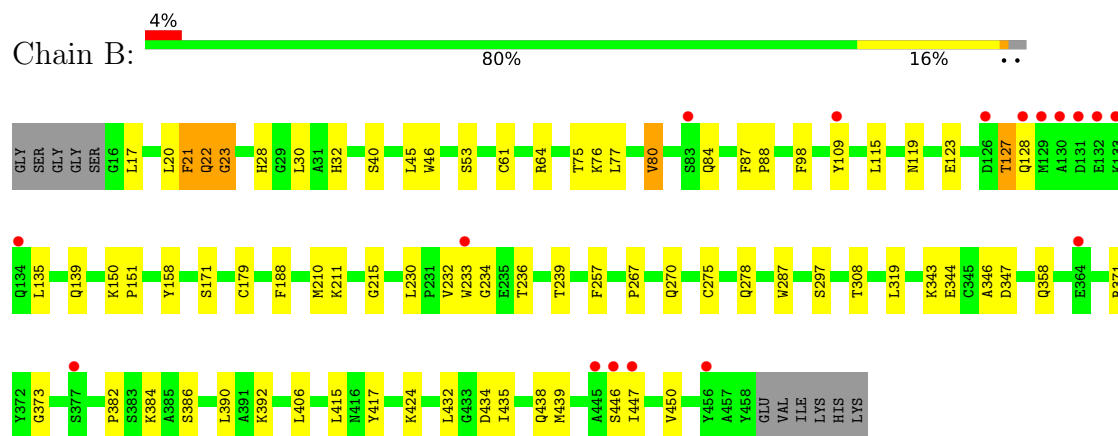 4%
Chain B:
80% 16% • •
GLY SER GLY GLY SER G16 L17 L20 F21 Q22 G23 H28 G29 L30 A31 H32 S40 L45 W46 S53 C61 R64 T75 K76 L77 V80 S83 Q84 F87 P88 F98 Y109 L115 N119 E123 D126 T127 Q128 M129 A130 D131 E132 K133
Q134 L135 Q139 K150 P151 Y158 S171 C179 F188 M210 K211 G215 L230 P231 V232 W233 G234 E235 T236 T239 F257 P267 Q270 C275 Q278 W287 S297 T308 L319 K343 E344 C345 A346 D347 Q358 E364 R371
Y372 G373 S377 P382 S383 K384 A385 S386 L390 A391 K392 L406 L415 N416 Y417 K424 L432 G433 D434 I435 Q438 M439 A445 S446 I447 V450 Y456 A457 Y458 GLU VAL ILE LYS HIS LYS